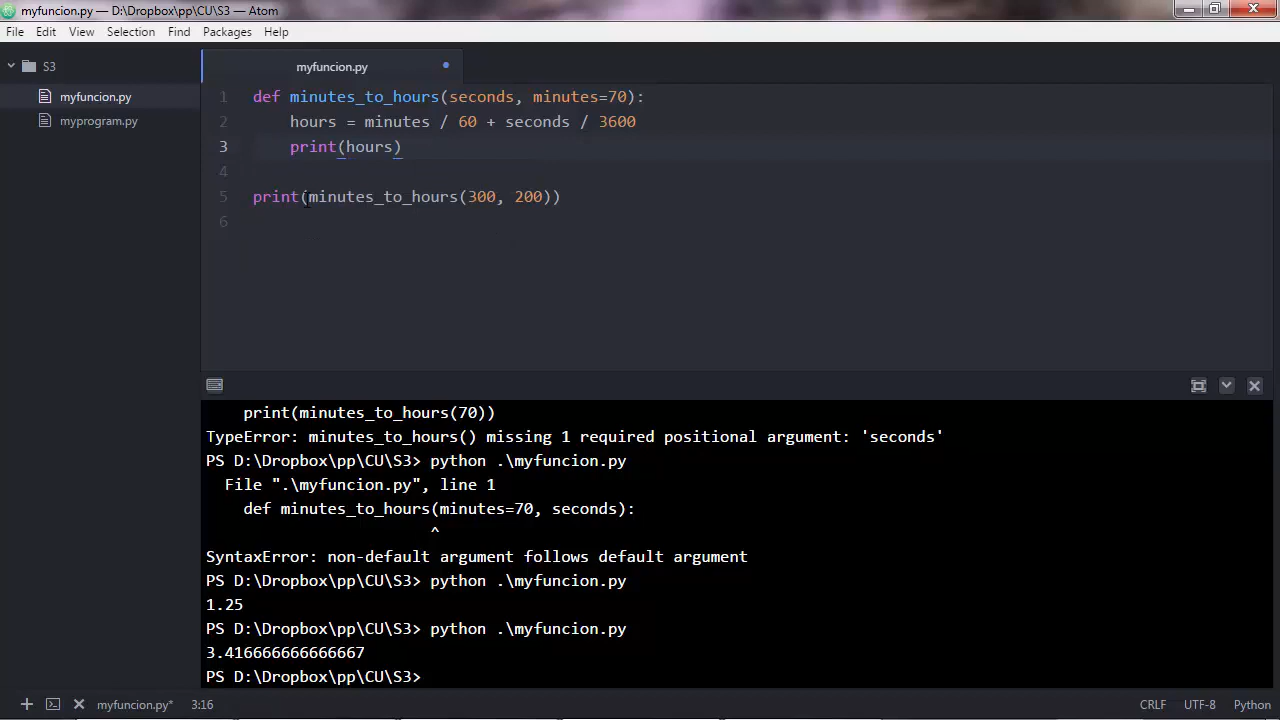 myfuncion.py — D:\Dropbox\pp\CU\S3 — Atom
File Edit View Selection Find Packages Help
S3
myfuncion.py
myprogram.py
myfuncion.py
1 def minutes_to_hours(seconds, minutes=70):
2 hours = minutes / 60 + seconds / 3600
3 print(hours)
4
5 print(minutes_to_hours(300, 200))
6
print(minutes_to_hours(70))
TypeError: minutes_to_hours() missing 1 required positional argument: 'seconds'
PS D:\Dropbox\pp\CU\S3> python .\myfuncion.py
File ".\myfuncion.py", line 1
def minutes_to_hours(minutes=70, seconds):
^
SyntaxError: non-default argument follows default argument
PS D:\Dropbox\pp\CU\S3> python .\myfuncion.py
1.25
PS D:\Dropbox\pp\CU\S3> python .\myfuncion.py
3.416666666666667
PS D:\Dropbox\pp\CU\S3>
myfuncion.py* 3:16 CRLF UTF-8 Python